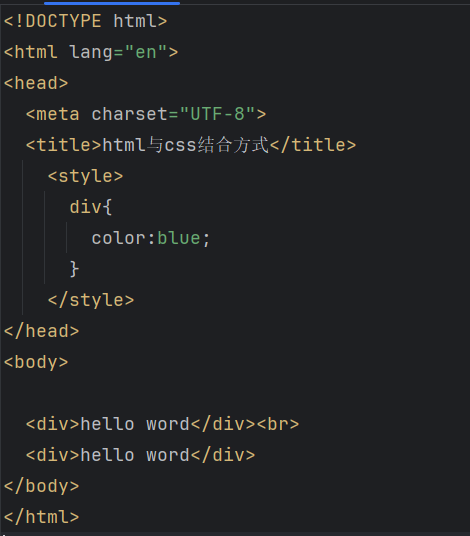 <!DOCTYPE html>
<html lang="en">
<head>
  <meta charset="UTF-8">
  <title>html与css结合方式</title>
    <style>
      div{
        color:blue;
      }
    </style>
</head>
<body>

  <div>hello word</div><br>
  <div>hello word</div>
</body>
</html>